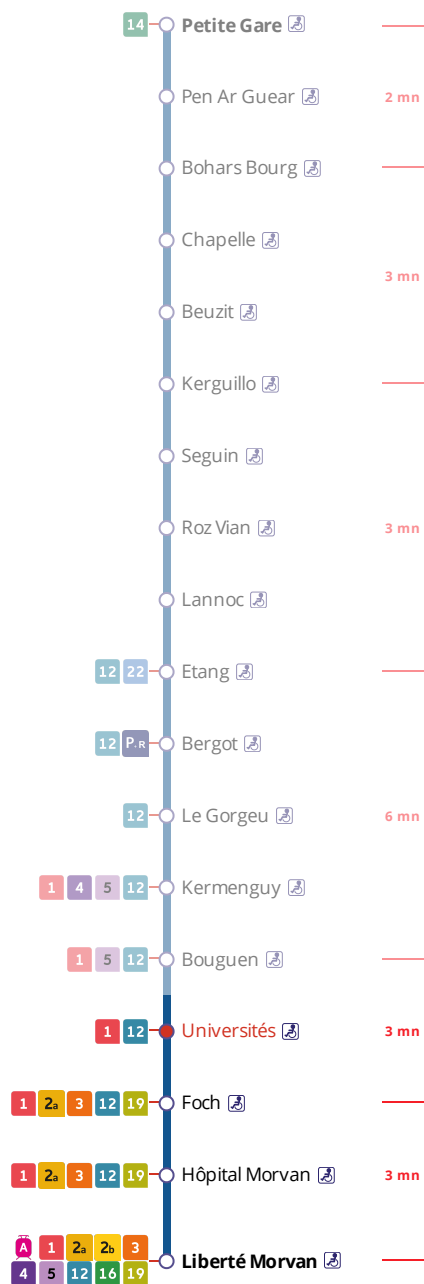 14 Petite Gare
Pen Ar Guear 2 mn
Bohars Bourg
Chapelle
3 mn
Beuzit
Kerguillo
Seguin
Roz Vian 3 mn
Lannoc
12 22 Etang
12 P+R Bergot
12 Le Gorgeu 6 mn
1 4 5 12 Kermenguy
1 5 12 Bouguen
1 12 Universités 3 mn
1 2a 3 12 19 Foch
1 2a 3 12 19 Hôpital Morvan 3 mn
A 1 2a 2b 3
4 5 12 16 19 Liberté Morvan